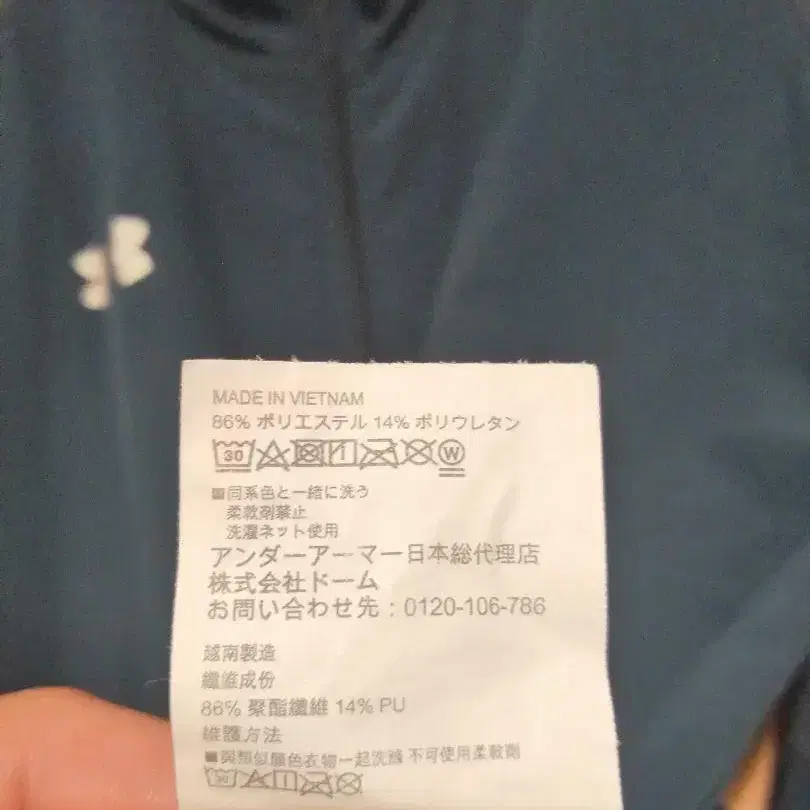 MADE IN VIETNAM
86% ポリエステル 14% ポリウレタン
30 W
■同系色と一緒に洗う
柔軟剤禁止
洗濯ネット使用
アンダーアーマー日本総代理店
株式会社ドーム
お問い合わせ先：0120-106-786
越南製造
纖維成份
86% 聚酯纖維 14% PU
維護方法
■與類似顏色衣物一起洗滌 不可使用柔軟劑
30